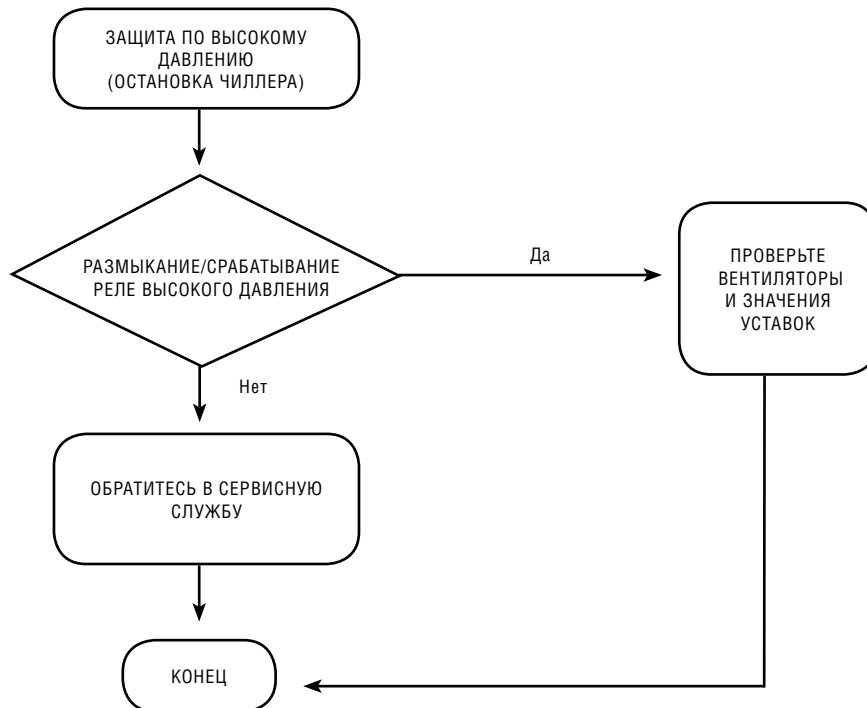 ЗАЩИТА ПО ВЫСОКОМУ
ДАВЛЕНИЮ
(ОСТАНОВКА ЧИЛЛЕРА)
РАЗМЫКАНИЕ/СРАБАТЫВАНИЕ
РЕЛЕ ВЫСОКОГО ДАВЛЕНИЯ
Да
ПРОВЕРЬТЕ
ВЕНТИЛЯТОРЫ
И ЗНАЧЕНИЯ
УСТАВОК
Нет
ОБРАТИТЕСЬ В СЕРВИСНУЮ
СЛУЖБУ
КОНЕЦ